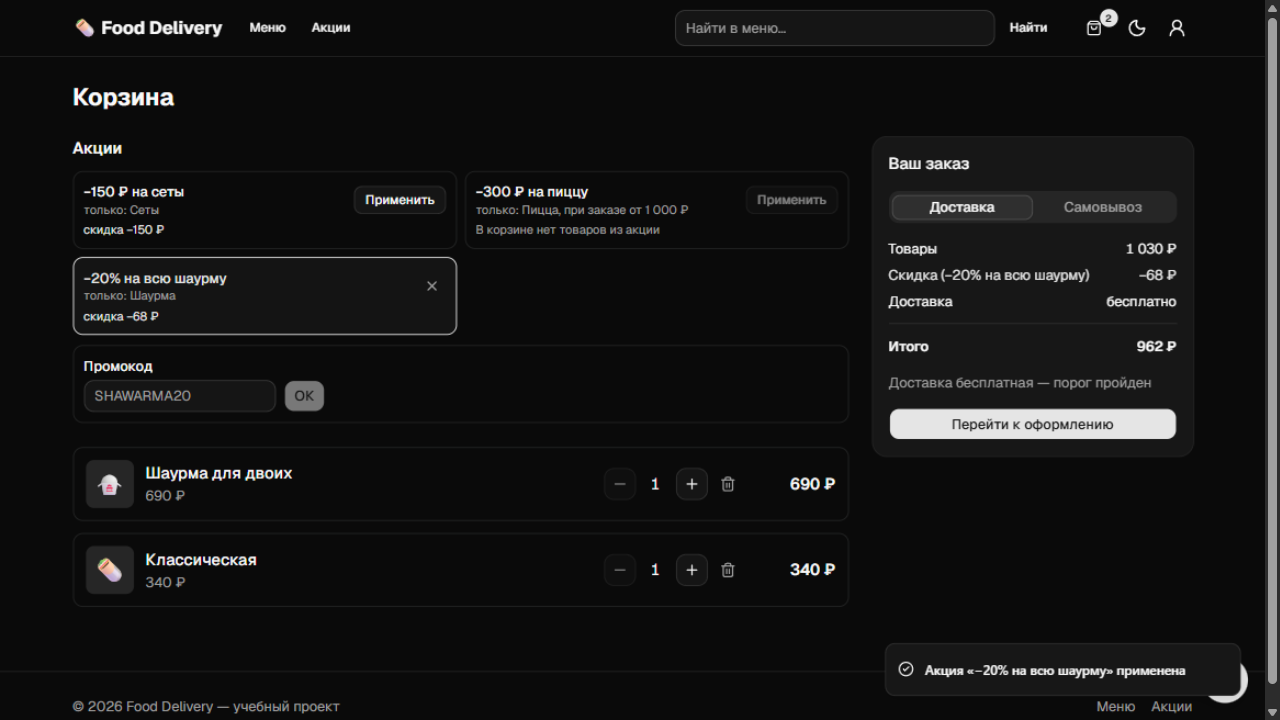 Food Delivery Меню Акции Найти в меню... Найти 2
Корзина
Акции
−150 ₽ на сеты
только: Сеты
скидка −150 ₽
Применить
−300 ₽ на пиццу
только: Пицца, при заказе от 1 000 ₽
В корзине нет товаров из акции
Применить
−20% на всю шаурму
только: Шаурма
скидка −68 ₽
Промокод
SHAWARMA20 ОК
Шаурма для двоих
690 ₽
1 690 ₽
Классическая
340 ₽
1 340 ₽
Ваш заказ
Доставка Самовывоз
Товары 1 030 ₽
Скидка (−20% на всю шаурму) −68 ₽
Доставка бесплатно
Итого 962 ₽
Доставка бесплатная — порог пройден
Перейти к оформлению
Акция «−20% на всю шаурму» применена
© 2026 Food Delivery — учебный проект Меню Акции